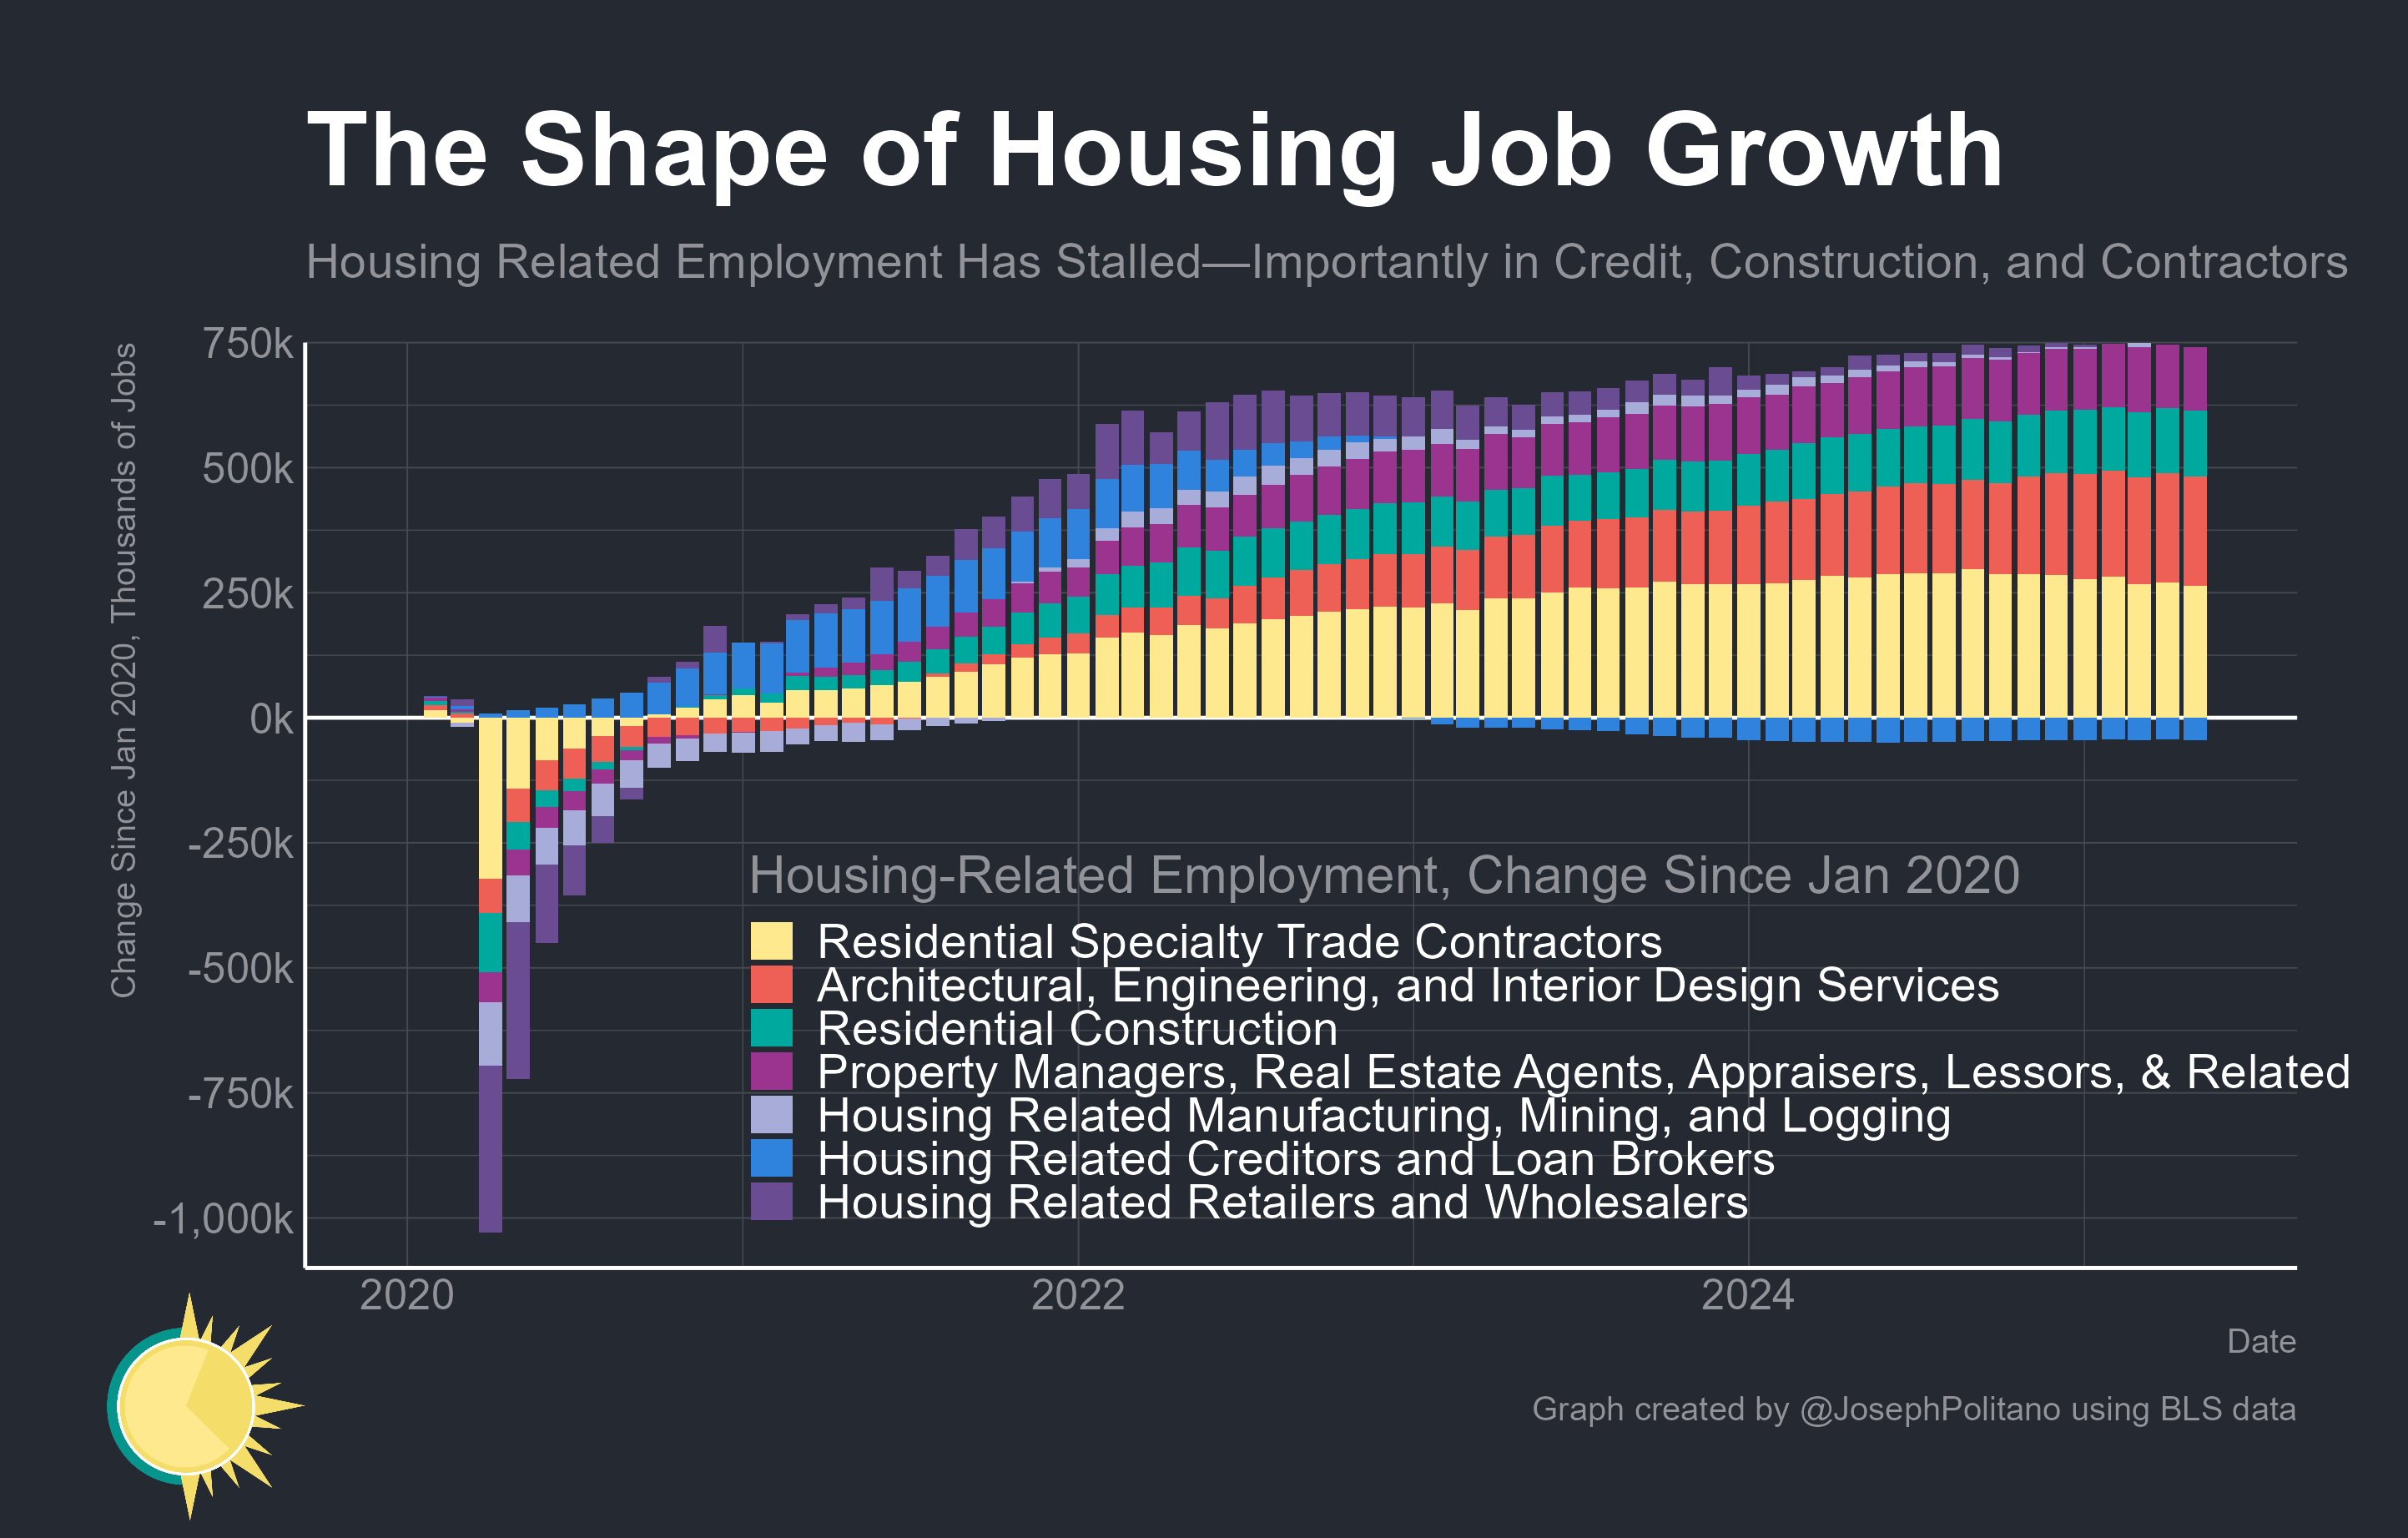 The Shape of Housing Job Growth
Housing Related Employment Has Stalled—Importantly in Credit, Construction, and Contractors
Change Since Jan 2020, Thousands of Jobs
750k
500k
250k
0k
-250k
-500k
-750k
-1,000k
Housing-Related Employment, Change Since Jan 2020
Residential Specialty Trade Contractors
Architectural, Engineering, and Interior Design Services
Residential Construction
Property Managers, Real Estate Agents, Appraisers, Lessors, & Related
Housing Related Manufacturing, Mining, and Logging
Housing Related Creditors and Loan Brokers
Housing Related Retailers and Wholesalers
2020
2022
2024
Date
Graph created by @JosephPolitano using BLS data